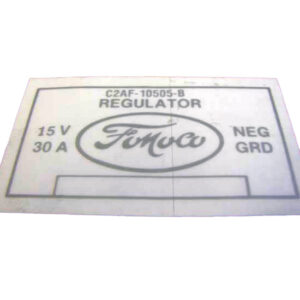 C2AF-10505-B
REGULATOR
15 V
30 A
FoMoCo
NEG
GRD